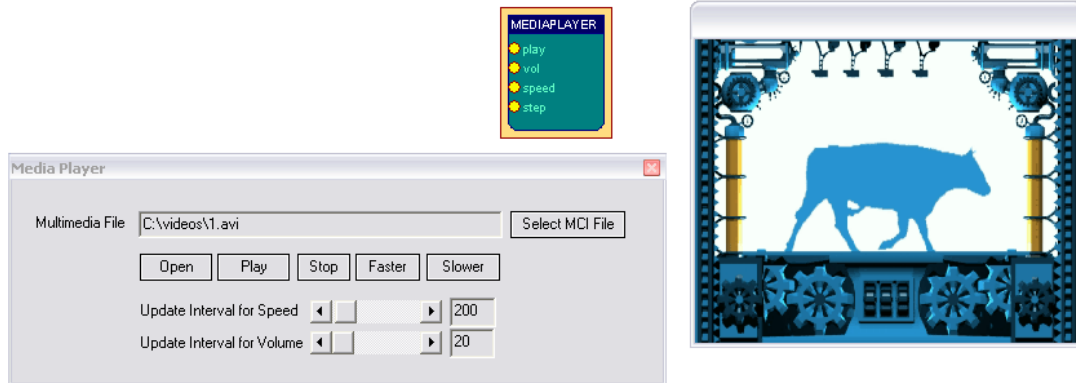 MEDIAPLAYER
play
vol
speed
step
Media Player
Multimedia File C:\videos\1.avi Select MCI File
Open Play Stop Faster Slower
Update Interval for Speed 200
Update Interval for Volume 20